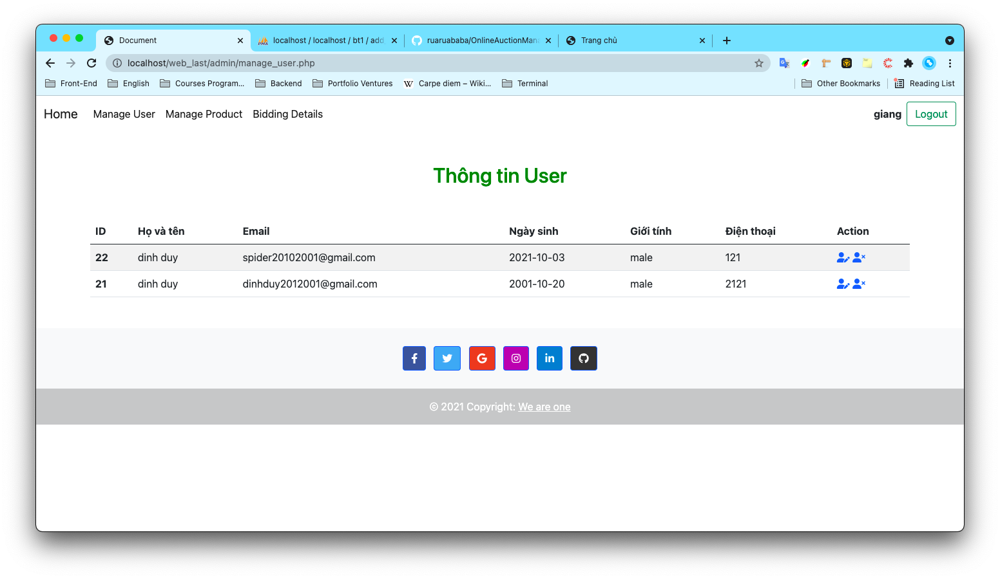 Document
localhost / localhost / bt1 / add
ruaruababa/OnlineAuctionMana
Trang chủ
localhost/web_last/admin/manage_user.php
Front-End English Courses Program... Backend Portfolio Ventures W Carpe diem – Wiki... Terminal Other Bookmarks Reading List
Home Manage User Manage Product Bidding Details giang Logout
Thông tin User
ID Họ và tên Email Ngày sinh Giới tính Điện thoại Action
22 dinh duy spider20102001@gmail.com 2021-10-03 male 121
21 dinh duy dinhduy2012001@gmail.com 2001-10-20 male 2121
© 2021 Copyright: We are one